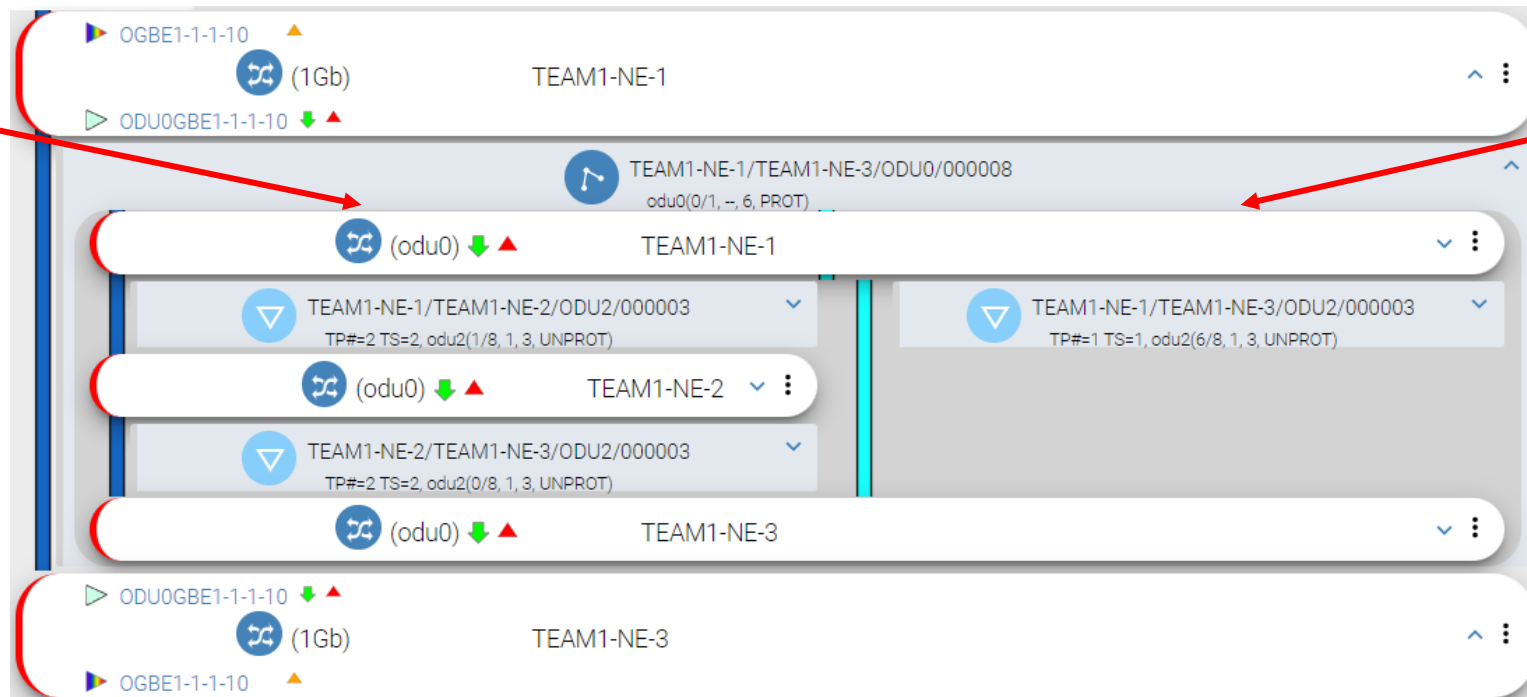 OGBE1-1-1-10
(1Gb) TEAM1-NE-1
ODU0GBE1-1-1-10
TEAM1-NE-1/TEAM1-NE-3/ODU0/000008
odu0(0/1, --, 6, PROT)
(odu0) TEAM1-NE-1
TEAM1-NE-1/TEAM1-NE-2/ODU2/000003
TP#=2 TS=2, odu2(1/8, 1, 3, UNPROT)
TEAM1-NE-1/TEAM1-NE-3/ODU2/000003
TP#=1 TS=1, odu2(6/8, 1, 3, UNPROT)
(odu0) TEAM1-NE-2
TEAM1-NE-2/TEAM1-NE-3/ODU2/000003
TP#=2 TS=2, odu2(0/8, 1, 3, UNPROT)
(odu0) TEAM1-NE-3
ODU0GBE1-1-1-10
(1Gb) TEAM1-NE-3
OGBE1-1-1-10